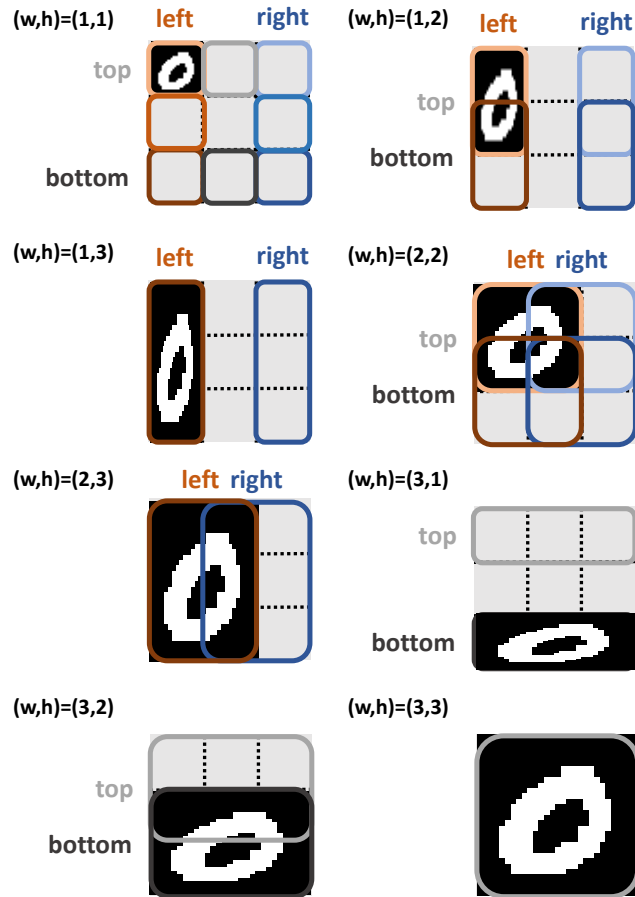 (w,h)=(1,1)
left
right
top
bottom
(w,h)=(1,2)
left
right
top
bottom
(w,h)=(1,3)
left
right
(w,h)=(2,2)
left right
top
bottom
(w,h)=(2,3)
left right
(w,h)=(3,1)
top
bottom
(w,h)=(3,2)
top
bottom
(w,h)=(3,3)